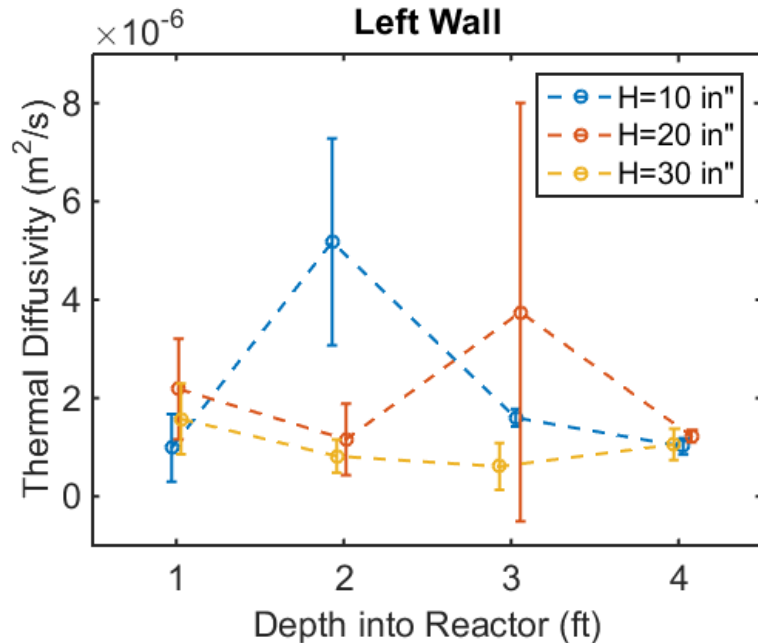 ×10⁻⁶
Left Wall
Thermal Diffusivity (m²/s)
8
6
4
2
0
H=10 in"
H=20 in"
H=30 in"
1 2 3 4
Depth into Reactor (ft)